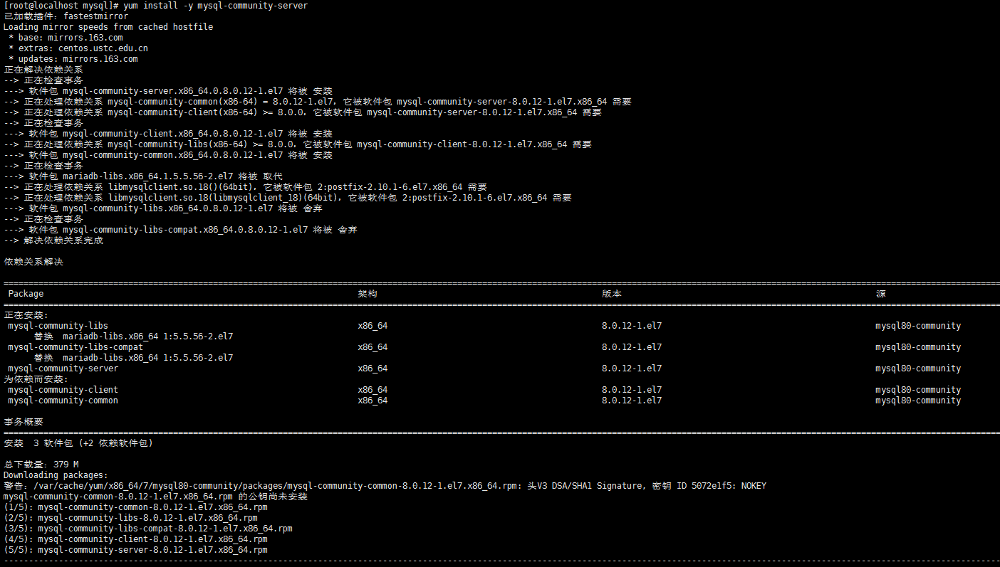 [root@localhost mysql]# yum install -y mysql-community-server
已加载插件：fastestmirror
Loading mirror speeds from cached hostfile
 * base: mirrors.163.com
 * extras: centos.ustc.edu.cn
 * updates: mirrors.163.com
正在解决依赖关系
--> 正在检查事务
---> 软件包 mysql-community-server.x86_64.0.8.0.12-1.el7 将被 安装
--> 正在处理依赖关系 mysql-community-common(x86-64) = 8.0.12-1.el7，它被软件包 mysql-community-server-8.0.12-1.el7.x86_64 需要
--> 正在处理依赖关系 mysql-community-client(x86-64) >= 8.0.0，它被软件包 mysql-community-server-8.0.12-1.el7.x86_64 需要
--> 正在检查事务
---> 软件包 mysql-community-client.x86_64.0.8.0.12-1.el7 将被 安装
--> 正在处理依赖关系 mysql-community-libs(x86-64) >= 8.0.0，它被软件包 mysql-community-client-8.0.12-1.el7.x86_64 需要
---> 软件包 mysql-community-common.x86_64.0.8.0.12-1.el7 将被 安装
--> 正在检查事务
---> 软件包 mariadb-libs.x86_64.1.5.5.56-2.el7 将被 取代
--> 正在处理依赖关系 libmysqlclient.so.18()(64bit)，它被软件包 2:postfix-2.10.1-6.el7.x86_64 需要
--> 正在处理依赖关系 libmysqlclient.so.18(libmysqlclient_18)(64bit)，它被软件包 2:postfix-2.10.1-6.el7.x86_64 需要
---> 软件包 mysql-community-libs.x86_64.0.8.0.12-1.el7 将被 舍弃
--> 正在检查事务
---> 软件包 mysql-community-libs-compat.x86_64.0.8.0.12-1.el7 将被 舍弃
--> 解决依赖关系完成
依赖关系解决
Package 架构 版本 源
正在安装:
mysql-community-libs x86_64 8.0.12-1.el7 mysql80-community
替换 mariadb-libs.x86_64 1:5.5.56-2.el7
mysql-community-libs-compat x86_64 8.0.12-1.el7 mysql80-community
替换 mariadb-libs.x86_64 1:5.5.56-2.el7
mysql-community-server x86_64 8.0.12-1.el7 mysql80-community
为依赖而安装:
mysql-community-client x86_64 8.0.12-1.el7 mysql80-community
mysql-community-common x86_64 8.0.12-1.el7 mysql80-community
事务概要
安装 3 软件包 (+2 依赖软件包)
总下载量：379 M
Downloading packages:
警告：/var/cache/yum/x86_64/7/mysql80-community/packages/mysql-community-common-8.0.12-1.el7.x86_64.rpm: 头V3 DSA/SHA1 Signature, 密钥 ID 5072e1f5: NOKEY
mysql-community-common-8.0.12-1.el7.x86_64.rpm 的公钥尚未安装
(1/5): mysql-community-common-8.0.12-1.el7.x86_64.rpm
(2/5): mysql-community-libs-8.0.12-1.el7.x86_64.rpm
(3/5): mysql-community-libs-compat-8.0.12-1.el7.x86_64.rpm
(4/5): mysql-community-client-8.0.12-1.el7.x86_64.rpm
(5/5): mysql-community-server-8.0.12-1.el7.x86_64.rpm